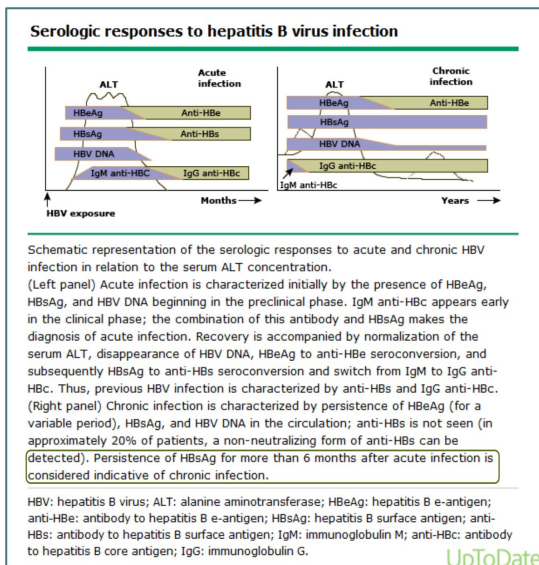 Serologic responses to hepatitis B virus infection
Acute
infection
ALT
HBeAg
Anti-HBe
HBsAg
Anti-HBs
HBV DNA
IgM anti-HBC
IgG anti-HBc
Months
HBV exposure
Chronic
infection
ALT
HBeAg
Anti-HBe
HBsAg
HBV DNA
IgG anti-HBc
IgM anti-HBc
Years
Schematic representation of the serologic responses to acute and chronic HBV
infection in relation to the serum ALT concentration.
(Left panel) Acute infection is characterized initially by the presence of HBeAg,
HBsAg, and HBV DNA beginning in the preclinical phase. IgM anti-HBc appears early
in the clinical phase; the combination of this antibody and HBsAg makes the
diagnosis of acute infection. Recovery is accompanied by normalization of the
serum ALT, disappearance of HBV DNA, HBeAg to anti-HBe seroconversion, and
subsequently HBsAg to anti-HBs seroconversion and switch from IgM to IgG anti-
HBc. Thus, previous HBV infection is characterized by anti-HBs and IgG anti-HBc.
(Right panel) Chronic infection is characterized by persistence of HBeAg (for a
variable period), HBsAg, and HBV DNA in the circulation; anti-HBs is not seen (in
approximately 20% of patients, a non-neutralizing form of anti-HBs can be
detected). Persistence of HBsAg for more than 6 months after acute infection is
considered indicative of chronic infection.
HBV: hepatitis B virus; ALT: alanine aminotransferase; HBeAg: hepatitis B e-antigen;
anti-HBe: antibody to hepatitis B e-antigen; HBsAg: hepatitis B surface antigen; anti-
HBs: antibody to hepatitis B surface antigen; IgM: immunoglobulin M; anti-HBc: antibody
to hepatitis B core antigen; IgG: immunoglobulin G.
UpToDate